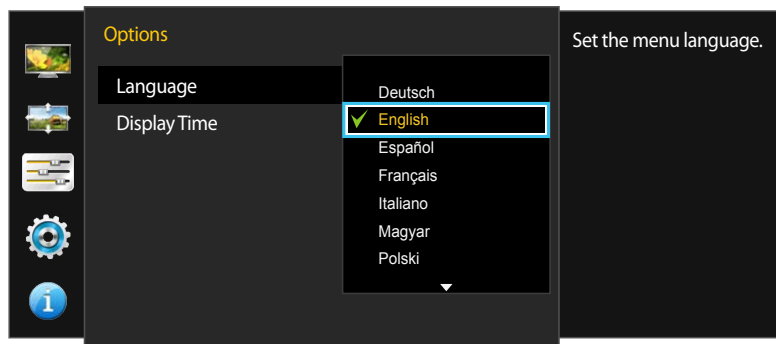 Options
Set the menu language.
Language
Display Time
Deutsch
English
Español
Français
Italiano
Magyar
Polski